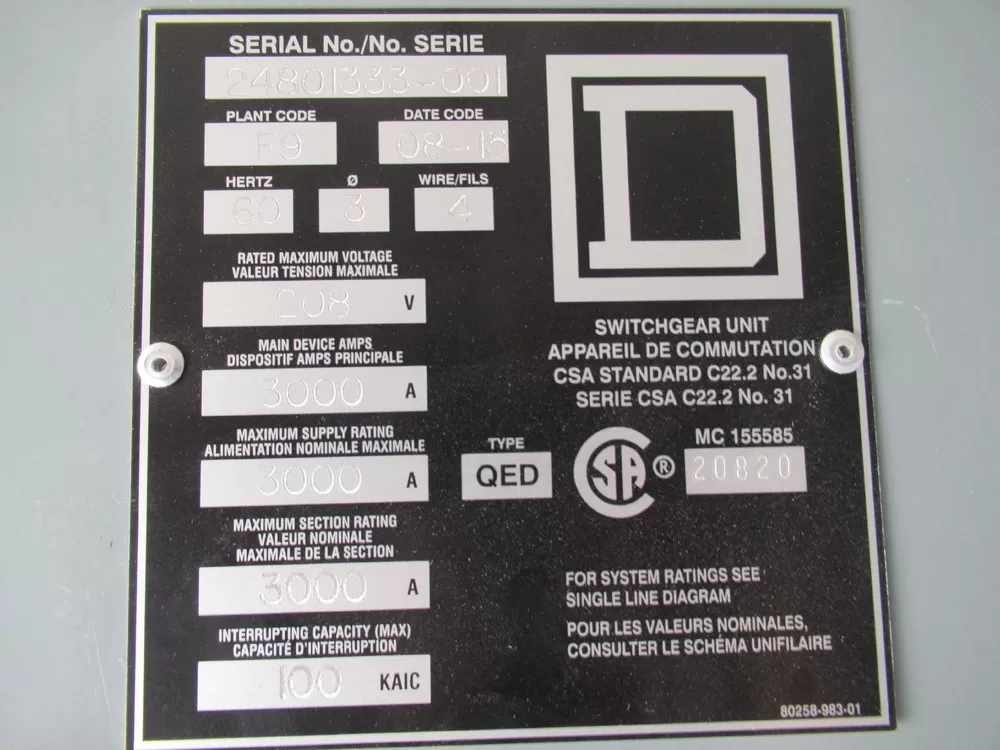 SERIAL No./No. SERIE
24801333-001
PLANT CODE
F9
DATE CODE
08-15
HERTZ
60
Ø
3
WIRE/FILS
4
RATED MAXIMUM VOLTAGE
VALEUR TENSION MAXIMALE
208 V
MAIN DEVICE AMPS
DISPOSITIF AMPS PRINCIPALE
3000 A
MAXIMUM SUPPLY RATING
ALIMENTATION NOMINALE MAXIMALE
3000 A
MAXIMUM SECTION RATING
VALEUR NOMINALE
MAXIMALE DE LA SECTION
3000 A
INTERRUPTING CAPACITY (MAX)
CAPACITÉ D'INTERRUPTION
100 KAIC
D
SWITCHGEAR UNIT
APPAREIL DE COMMUTATION
CSA STANDARD C22.2 No.31
SERIE CSA C22.2 No. 31
TYPE
QED
CSA ®
MC 155585
20820
FOR SYSTEM RATINGS SEE
SINGLE LINE DIAGRAM
POUR LES VALEURS NOMINALES,
CONSULTER LE SCHÉMA UNIFILAIRE
80258-983-01